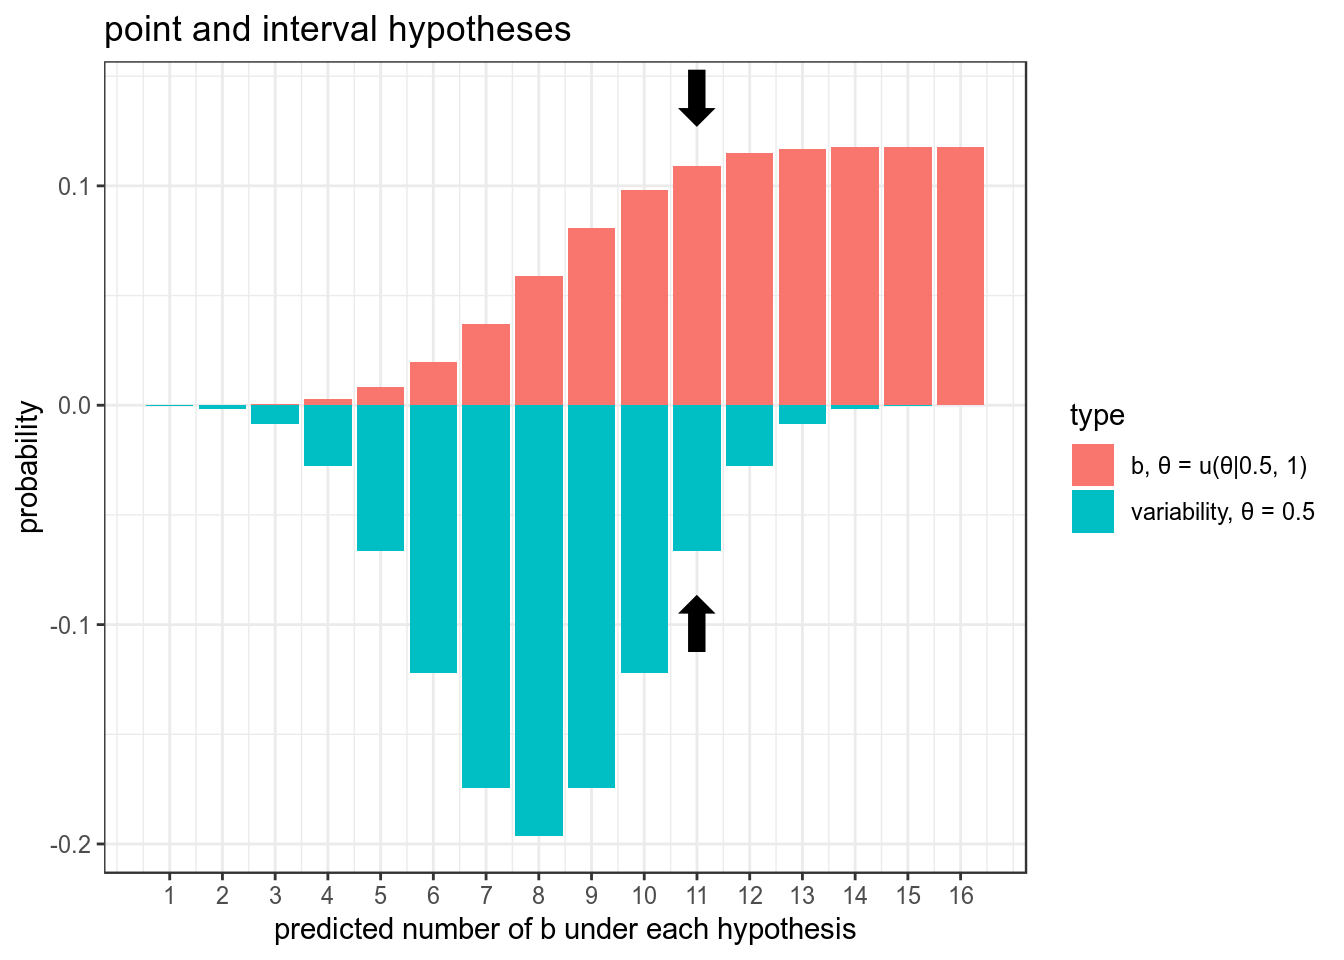 point and interval hypotheses
0.1
0.0
-0.1
-0.2
probability
1 2 3 4 5 6 7 8 9 10 11 12 13 14 15 16
predicted number of b under each hypothesis
type
b, θ = u(θ|0.5, 1)
variability, θ = 0.5